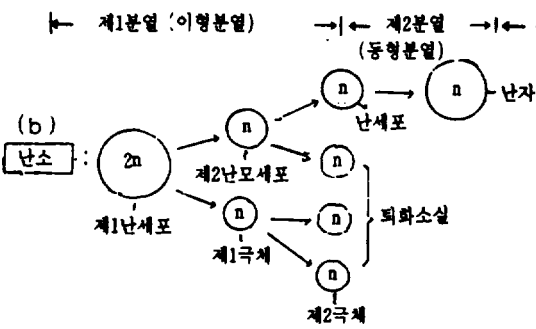 제1분열 (이형분열)
제2분열
(동형분열)
(b)
난소 :
2n
n
n
n
난자
난세포
제2난모세포
n
제1난세포
n
n
퇴화소실
제1극체
n
제2극체